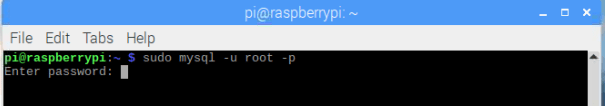 pi@raspberrypi: ~
File Edit Tabs Help
pi@raspberrypi:~ $ sudo mysql -u root -p
Enter password: